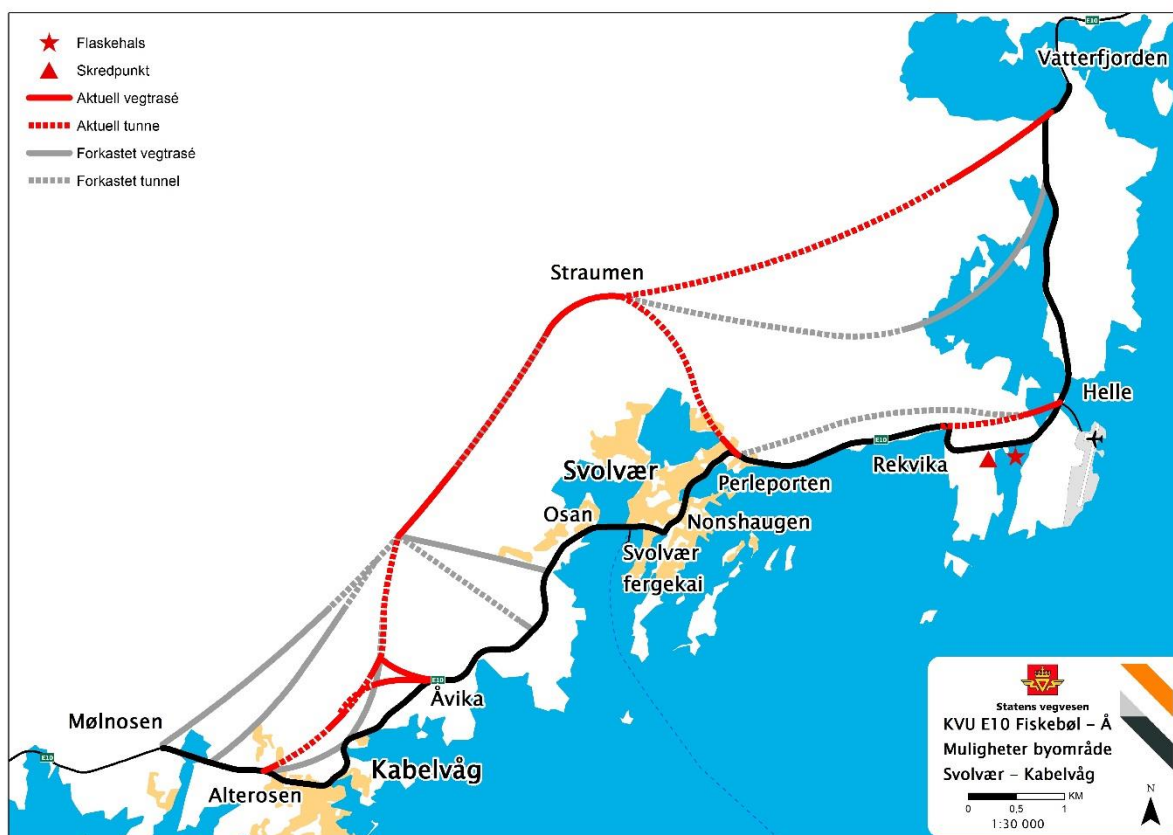 Flaskehals
Skredpunkt
Aktuell vegtrasé
Aktuell tunne
Forkastet vegtrasé
Forkastet tunnel
E10
Vatterfjorden
Straumen
Helle
E10
Rekvika
Perleporten
Svolvær
Osan
Nonshaugen
Svolvær
fergekai
E10
Åvika
Mølnosen
E10
Kabelvåg
Alterosen
Statens vegvesen
KVU E10 Fiskebøl – Å
Muligheter byområde
Svolvær – Kabelvåg
KM
0 0,5 1
1:30 000
N